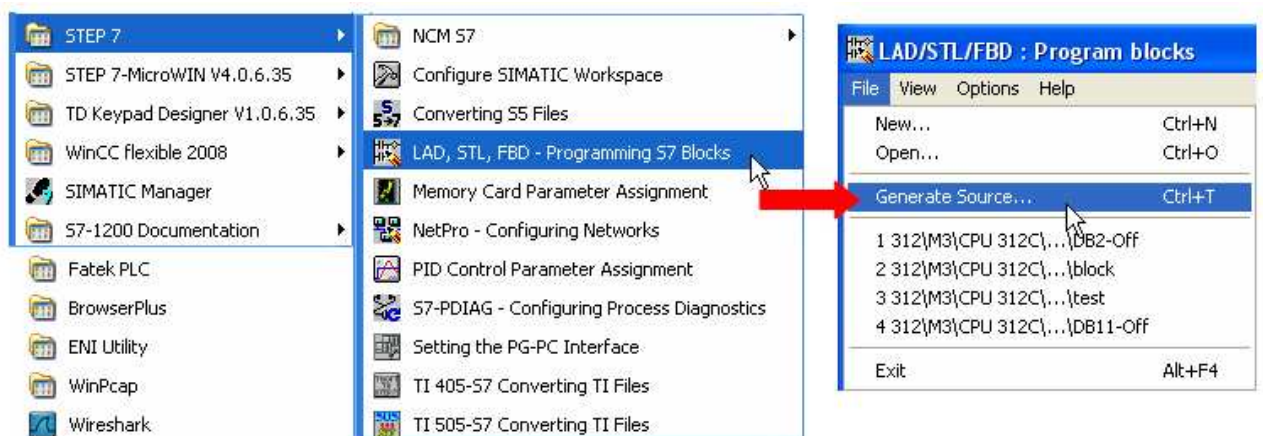 STEP 7
STEP 7-MicroWIN V4.0.6.35
TD Keypad Designer V1.0.6.35
WinCC flexible 2008
SIMATIC Manager
S7-1200 Documentation
Fatek PLC
BrowserPlus
ENI Utility
WinPcap
Wireshark
NCM S7
Configure SIMATIC Workspace
Converting S5 Files
LAD, STL, FBD - Programming S7 Blocks
Memory Card Parameter Assignment
NetPro - Configuring Networks
PID Control Parameter Assignment
S7-PDIAG - Configuring Process Diagnostics
Setting the PG-PC Interface
TI 405-S7 Converting TI Files
TI 505-S7 Converting TI Files
LAD/STL/FBD : Program blocks
File View Options Help
New... Ctrl+N
Open... Ctrl+O
Generate Source... Ctrl+T
1 312\M3\CPU 312C\...\DB2-Off
2 312\M3\CPU 312C\...\block
3 312\M3\CPU 312C\...\test
4 312\M3\CPU 312C\...\DB11-Off
Exit Alt+F4